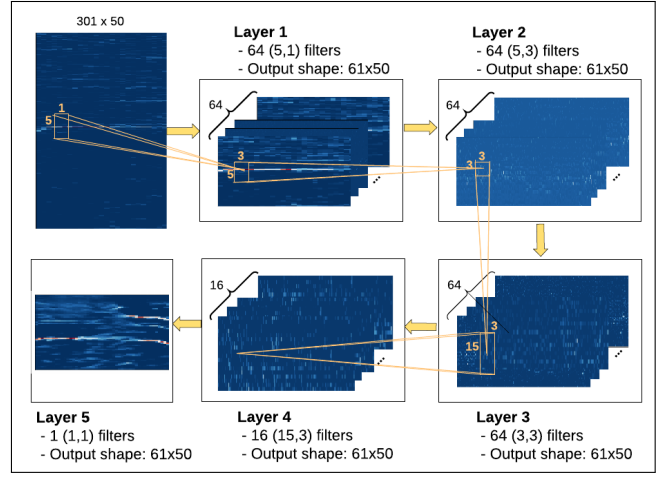 301 x 50
1
5
Layer 1
- 64 (5,1) filters
- Output shape: 61x50
64
3
5
...
Layer 2
- 64 (5,3) filters
- Output shape: 61x50
64
3
3
...
64
3
15
...
Layer 3
- 64 (3,3) filters
- Output shape: 61x50
16
...
Layer 4
- 16 (15,3) filters
- Output shape: 61x50
Layer 5
- 1 (1,1) filters
- Output shape: 61x50